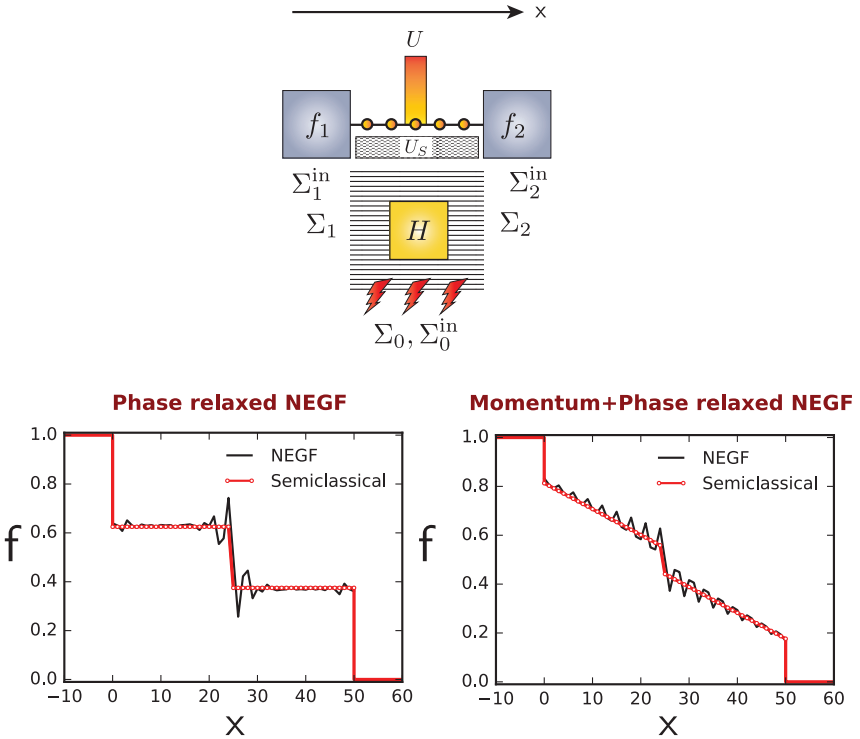 x
U
f₁ f₂
U_S
Σ₁ⁱⁿ Σ₂ⁱⁿ
Σ₁ H Σ₂
Σ₀, Σ₀ⁱⁿ
Phase relaxed NEGF
1.0
0.8
0.6
0.4
0.2
0.0
f
NEGF
Semiclassical
−10 0 10 20 30 40 50 60
X
Momentum+Phase relaxed NEGF
1.0
0.8
0.6
0.4
0.2
0.0
f
NEGF
Semiclassical
−10 0 10 20 30 40 50 60
X